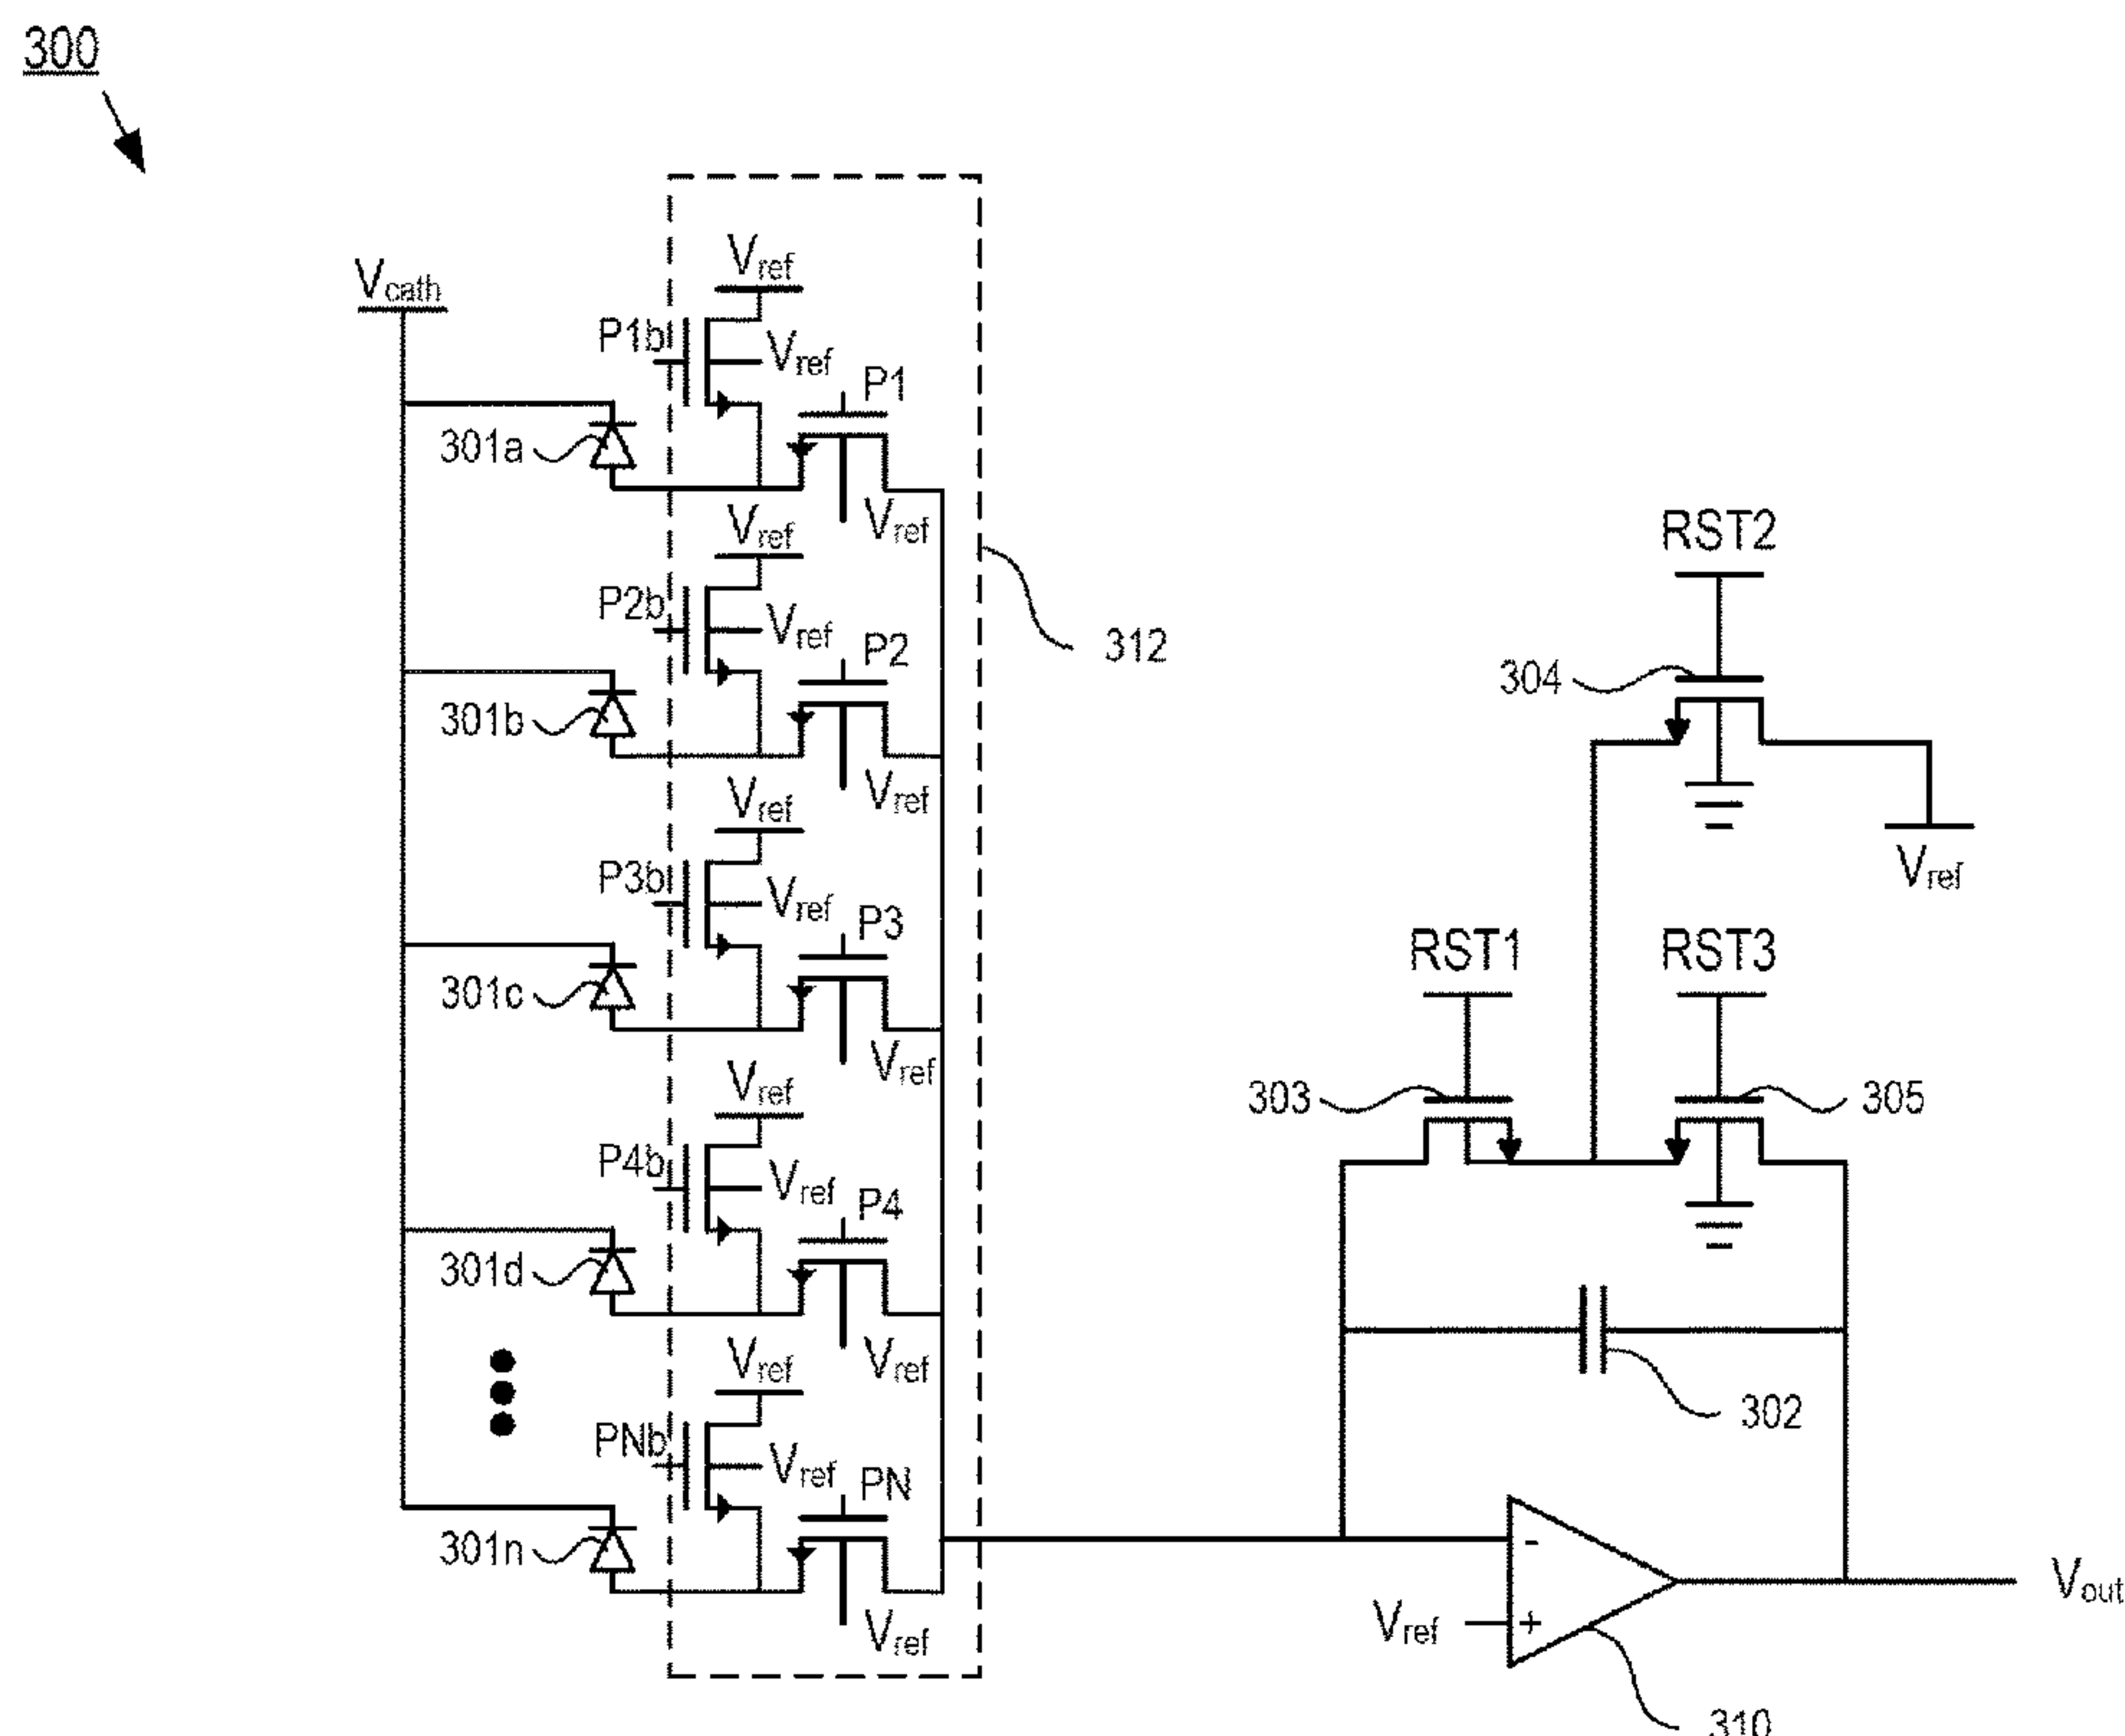 300
Vcath
Vref
P1b
Vref
P1
301a
Vref
Vref
P2b
Vref
P2
301b
Vref
312
Vref
P3b
Vref
P3
301c
Vref
Vref
P4b
Vref
P4
301d
Vref
Vref
PNb
Vref
PN
301n
Vref
RST2
304
Vref
RST1
RST3
303
305
302
-
Vref
+
Vout
310